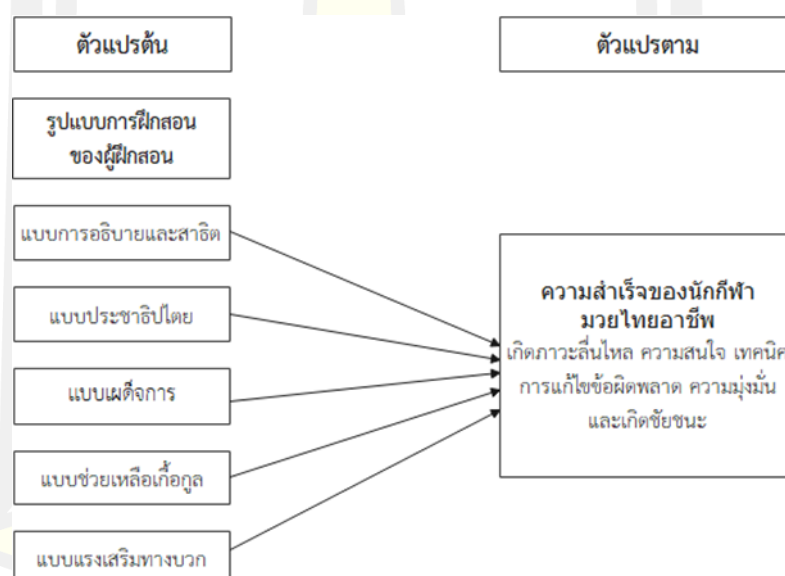 ตัวแปรต้น
ตัวแปรตาม
รูปแบบการฝึกสอน
ของผู้ฝึกสอน
แบบการอธิบายและสาธิต
แบบประชาธิปไตย
แบบเผด็จการ
แบบช่วยเหลือเกื้อกูล
แบบแรงเสริมทางบวก
ความสำเร็จของนักกีฬา
มวยไทยอาชีพ
เกิดภาวะลื่นไหล ความสนใจ เทคนิค
การแก้ไขข้อผิดพลาด ความมุ่งมั่น
และเกิดชัยชนะ